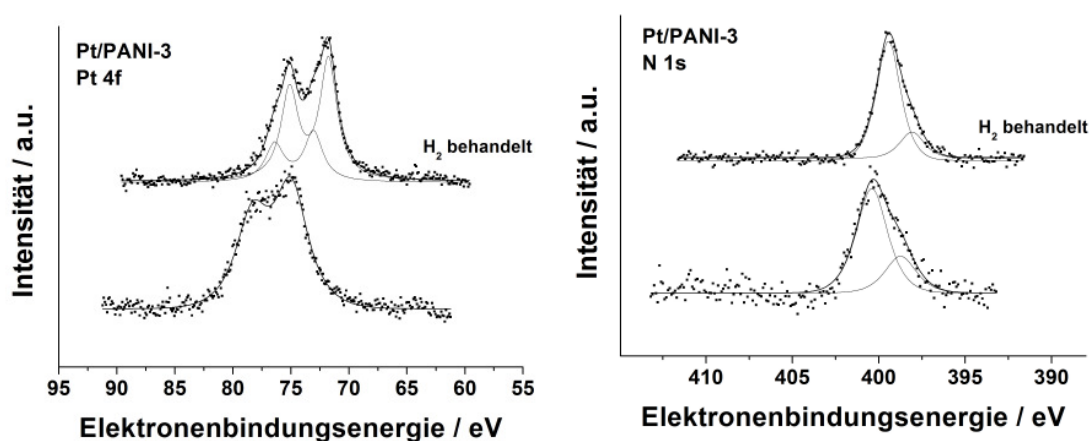 Pt/PANI-3
Pt 4f
H₂ behandelt
Intensität / a.u.
95 90 85 80 75 70 65 60 55
Elektronenbindungsenergie / eV
Pt/PANI-3
N 1s
H₂ behandelt
Intensität / a.u.
410 405 400 395 390
Elektronenbindungsenergie / eV